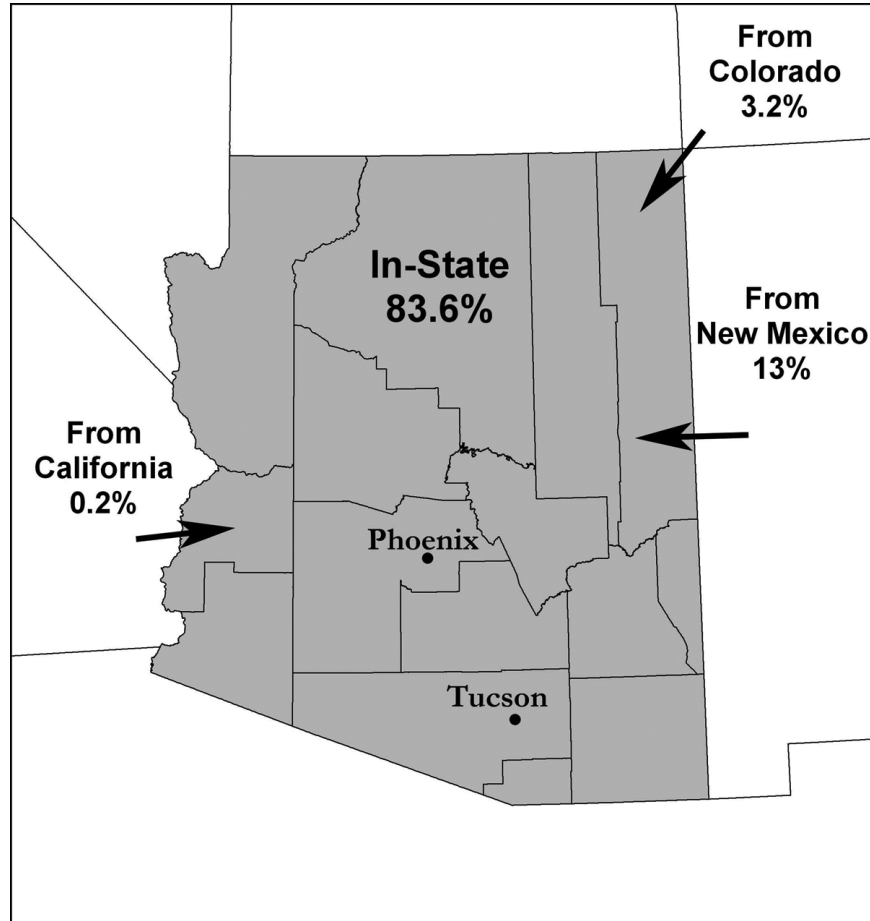 From
Colorado
3.2%
In-State
83.6%
From
New Mexico
13%
From
California
0.2%
Phoenix
Tucson